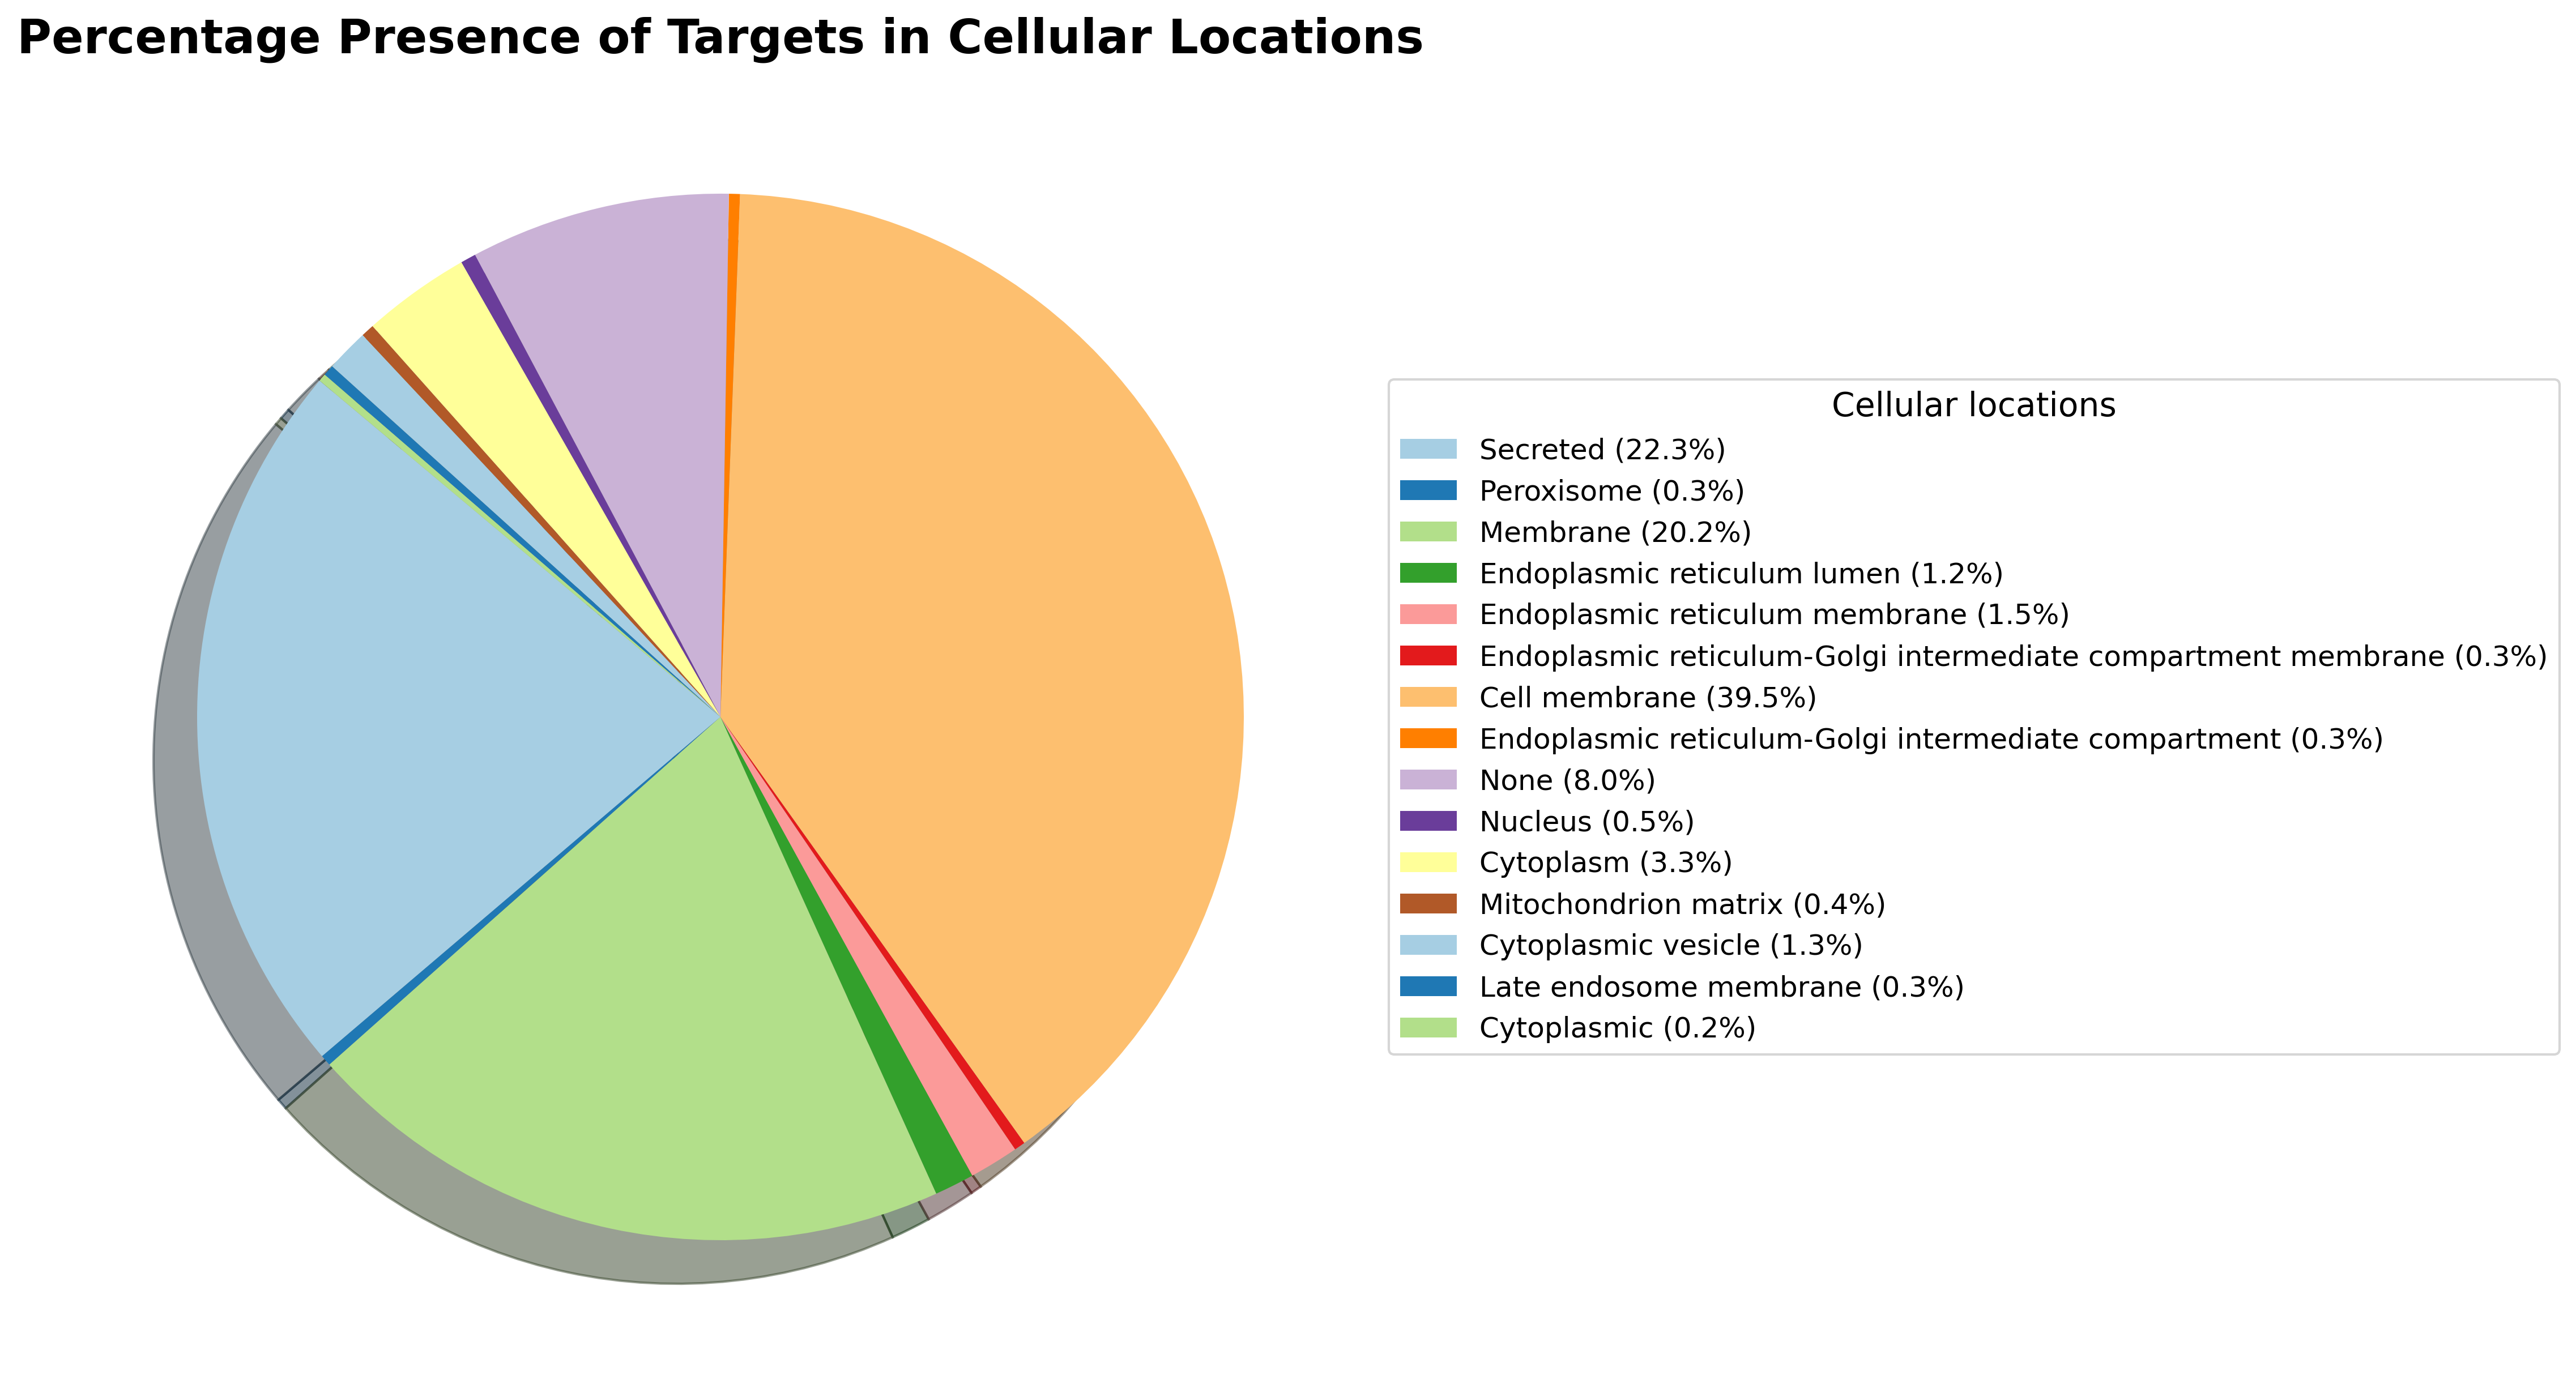 Percentage Presence of Targets in Cellular Locations
Cellular locations
Secreted (22.3%)
Peroxisome (0.3%)
Membrane (20.2%)
Endoplasmic reticulum lumen (1.2%)
Endoplasmic reticulum membrane (1.5%)
Endoplasmic reticulum-Golgi intermediate compartment membrane (0.3%)
Cell membrane (39.5%)
Endoplasmic reticulum-Golgi intermediate compartment (0.3%)
None (8.0%)
Nucleus (0.5%)
Cytoplasm (3.3%)
Mitochondrion matrix (0.4%)
Cytoplasmic vesicle (1.3%)
Late endosome membrane (0.3%)
Cytoplasmic (0.2%)